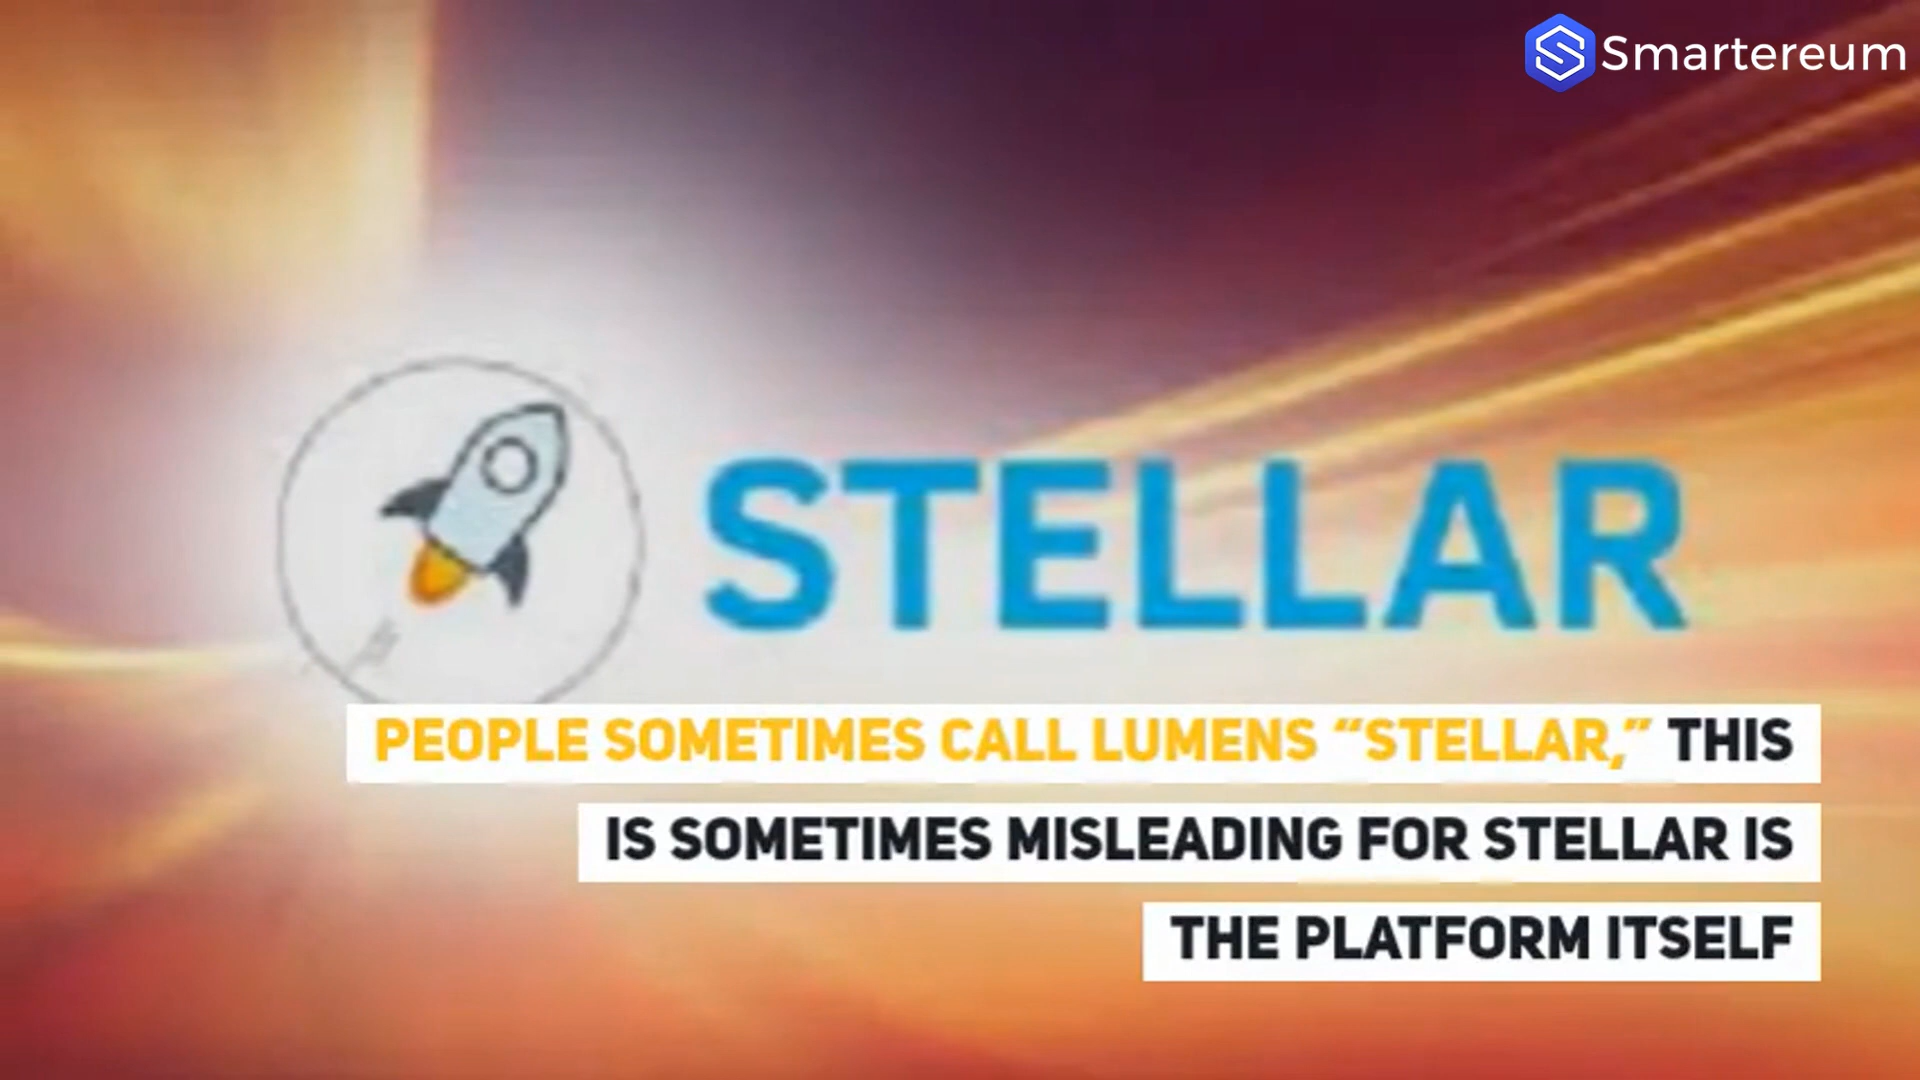 Smartereum
STELLAR
PEOPLE SOMETIMES CALL LUMENS “STELLAR,” THIS
IS SOMETIMES MISLEADING FOR STELLAR IS
THE PLATFORM ITSELF